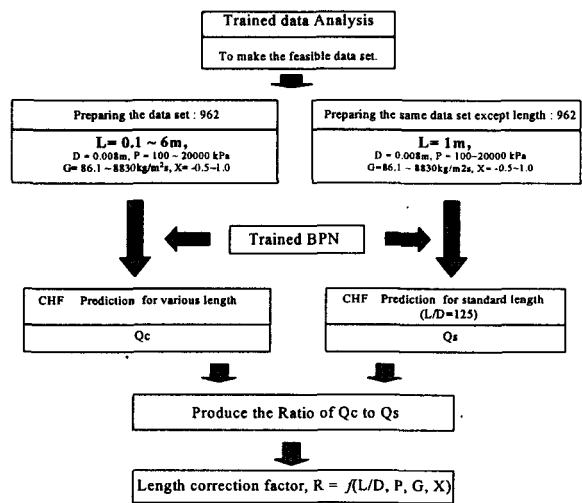 Trained data Analysis
To make the feasible data set.
Preparing the data set : 962
L= 0.1 ~ 6m,
D = 0.008m, P = 100 ~ 20000 kPa
G= 86.1 ~ 8830kg/m²s, X= -0.5~1.0
Preparing the same data set except length : 962
L= 1m,
D = 0.008m, P = 100~20000 kPa
G=86.1 ~ 8830kg/m2s, X= -0.5~1.0
Trained BPN
CHF Prediction for various length
Qc
CHF Prediction for standard length
(L/D=125)
Qs
Produce the Ratio of Qc to Qs
Length correction factor, R = f(L/D, P, G, X)